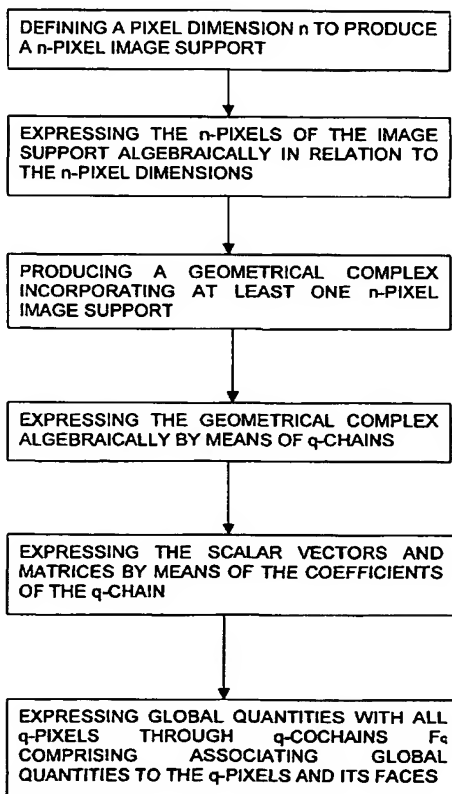 DEFINING A PIXEL DIMENSION n TO PRODUCE
A n-PIXEL IMAGE SUPPORT
EXPRESSING THE n-PIXELS OF THE IMAGE
SUPPORT ALGEBRAICALLY IN RELATION TO
THE n-PIXEL DIMENSIONS
PRODUCING A GEOMETRICAL COMPLEX
INCORPORATING AT LEAST ONE n-PIXEL
IMAGE SUPPORT
EXPRESSING THE GEOMETRICAL COMPLEX
ALGEBRAICALLY BY MEANS OF q-CHAINS
EXPRESSING THE SCALAR VECTORS AND
MATRICES BY MEANS OF THE COEFFICIENTS
OF THE q-CHAIN
EXPRESSING GLOBAL QUANTITIES WITH ALL
q-PIXELS THROUGH q-COCHAINS Fq
COMPRISING ASSOCIATING GLOBAL
QUANTITIES TO THE q-PIXELS AND ITS FACES